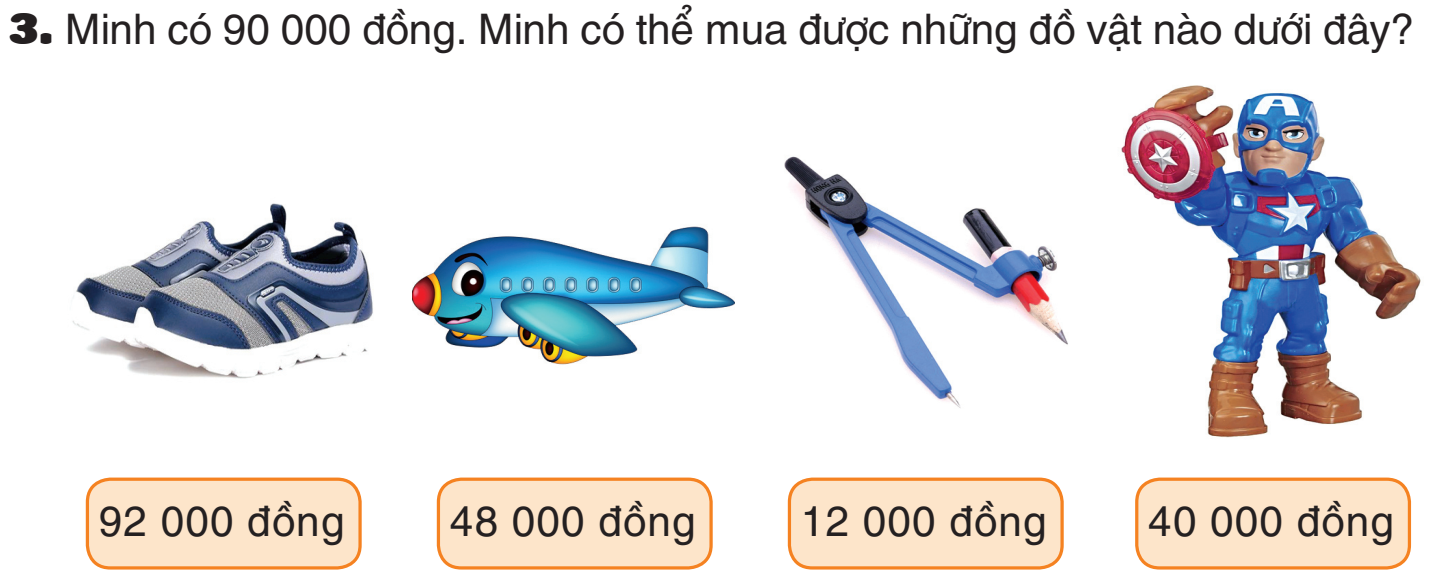 3. Minh có 90 000 đồng. Minh có thể mua được những đồ vật nào dưới đây?
92 000 đồng
48 000 đồng
12 000 đồng
40 000 đồng